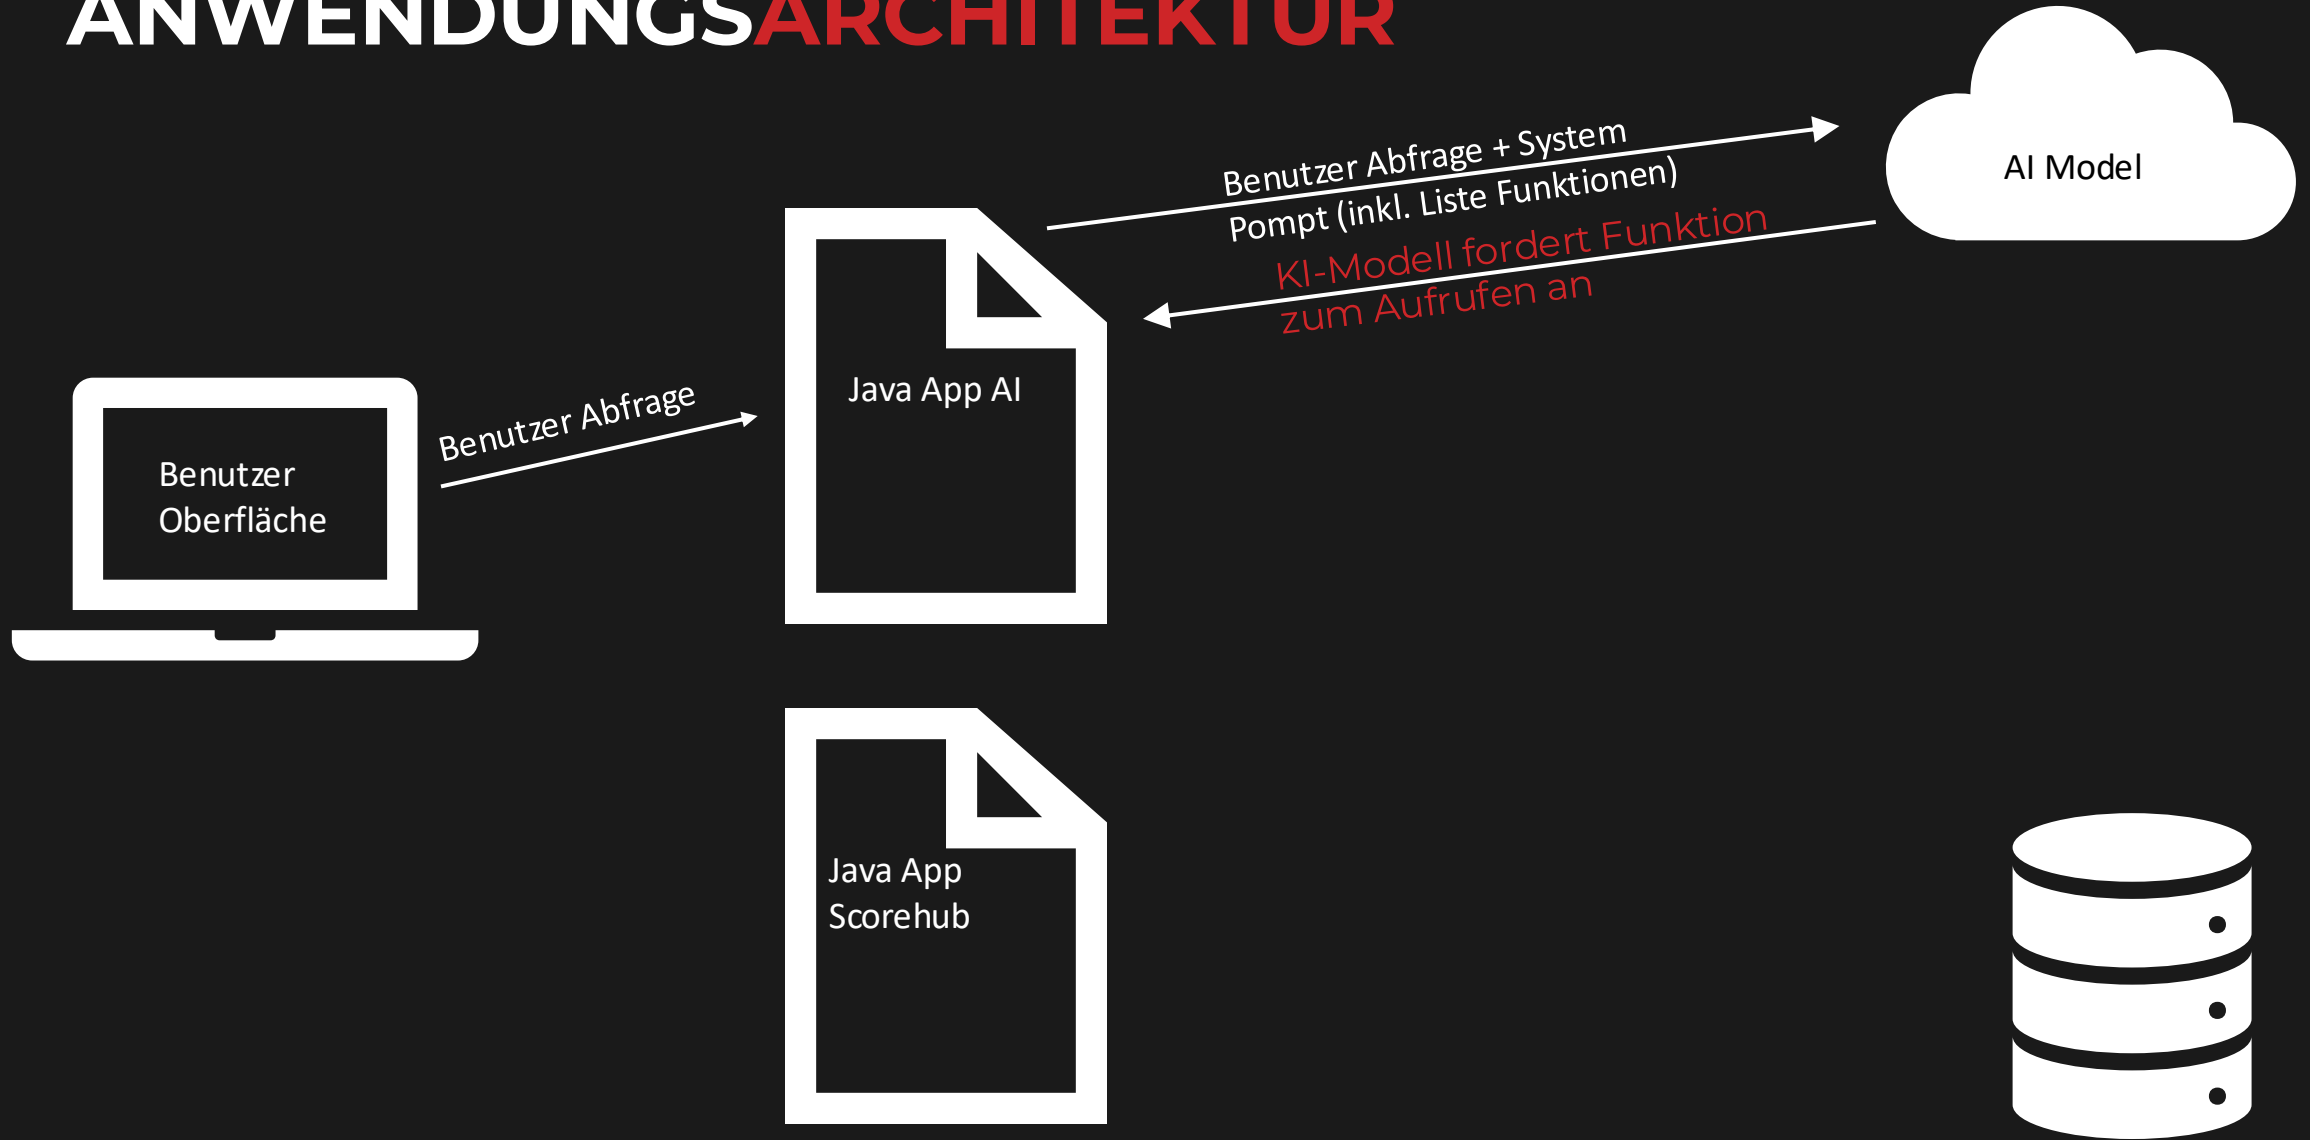 ANWENDUNGSARCHITEKTUR
Benutzer Abfrage + System
Pompt (inkl. Liste Funktionen)
AI Model
KI-Modell fordert Funktion
zum Aufrufen an
Java App AI
Benutzer Abfrage
Benutzer
Oberfläche
Java App
Scorehub